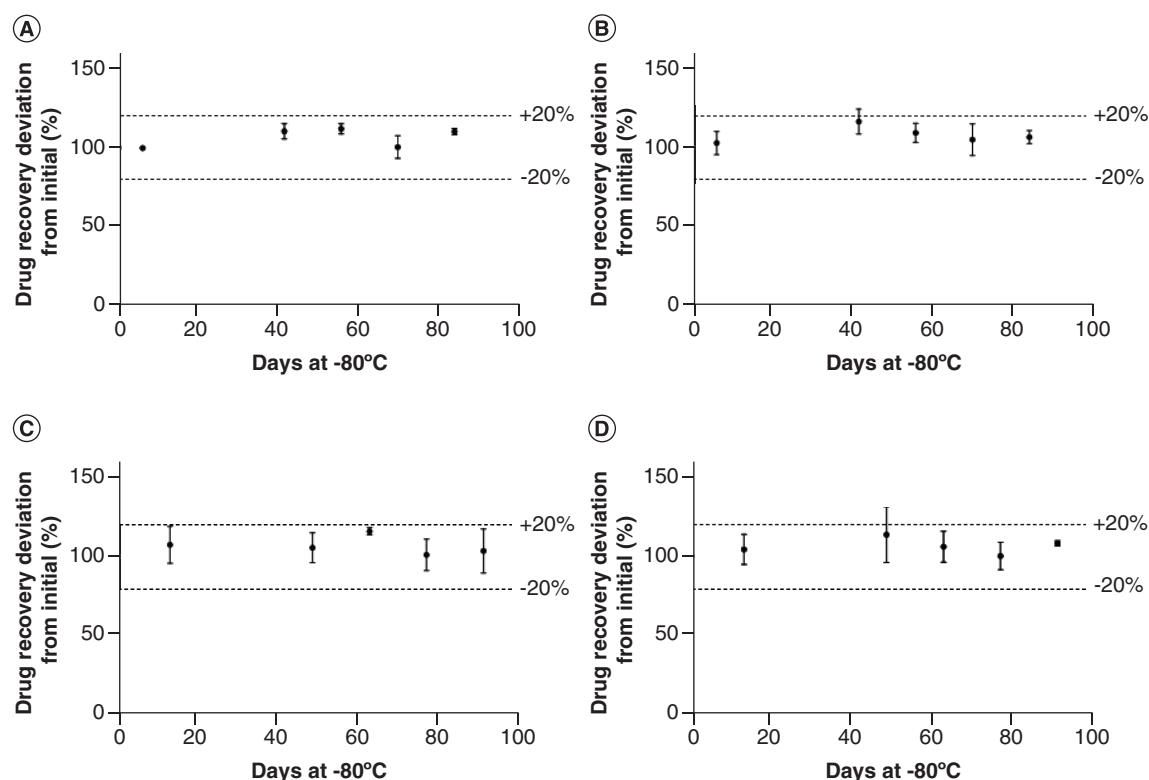 A
Drug recovery deviation
from initial (%)
150
100
50
0
+20%
-20%
0 20 40 60 80 100
Days at -80ºC
B
Drug recovery deviation
from initial (%)
150
100
50
0
+20%
-20%
0 20 40 60 80 100
Days at -80ºC
C
Drug recovery deviation
from initial (%)
150
100
50
0
+20%
-20%
0 20 40 60 80 100
Days at -80ºC
D
Drug recovery deviation
from initial (%)
150
100
50
0
+20%
-20%
0 20 40 60 80 100
Days at -80ºC